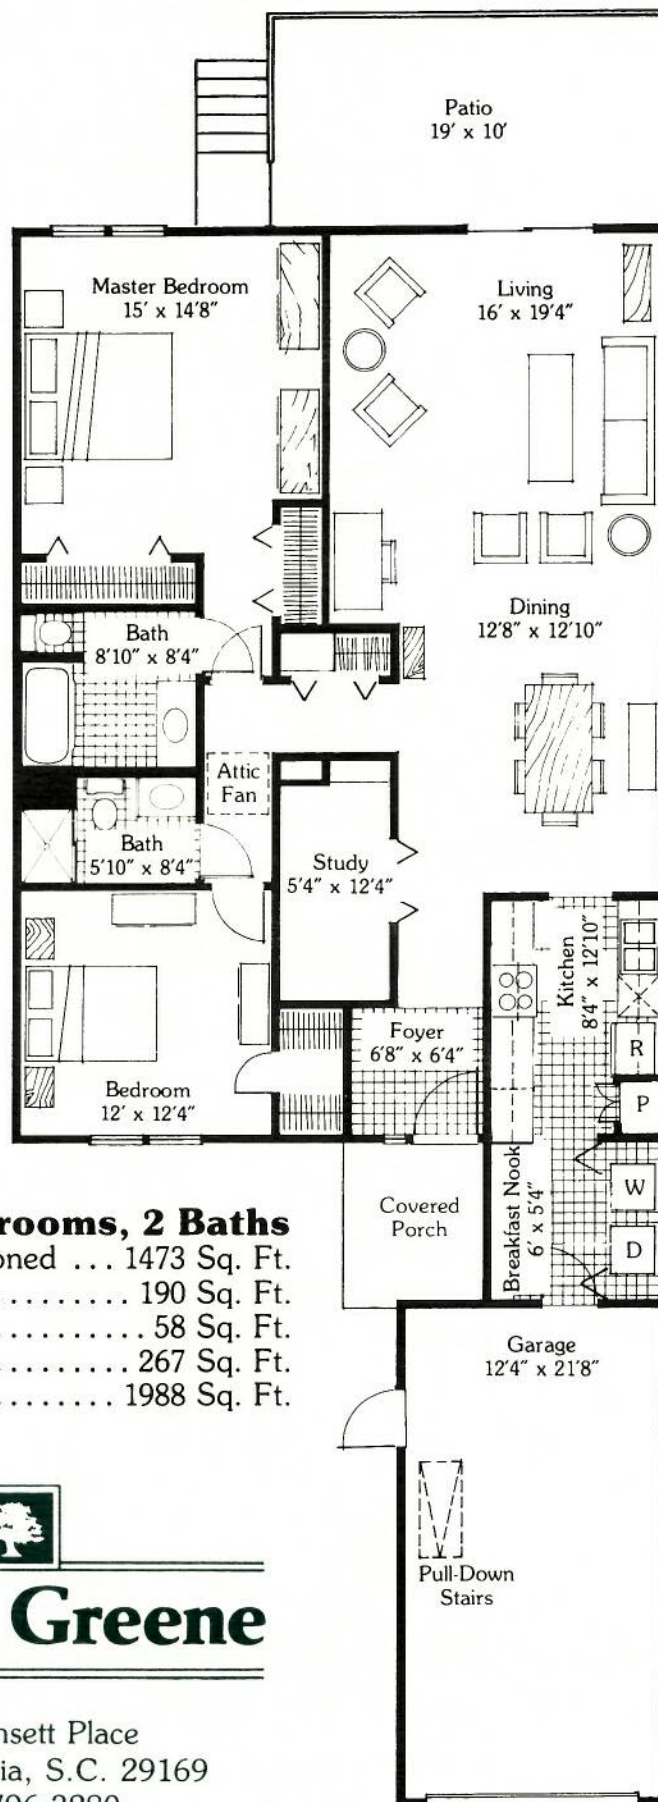 Patio
19′ x 10′
Master Bedroom
15′ x 14′8″
Living
16′ x 19′4″
Dining
12′8″ x 12′10″
Bath
8′10″ x 8′4″
Attic
Fan
Bath
5′10″ x 8′4″
Study
5′4″ x 12′4″
Kitchen
8′4″ x 12′10″
R
P
Foyer
6′8″ x 6′4″
Bedroom
12′ x 12′4″
W
D
Breakfast Nook
6′ x 5′4″
Covered
Porch
Garage
12′4″ x 21′8″
Pull-Down
Stairs
rooms, 2 Baths
oned ... 1473 Sq. Ft.
........ 190 Sq. Ft.
......... 58 Sq. Ft.
........ 267 Sq. Ft.
....... 1988 Sq. Ft.
Greene
nsett Place
ia, S.C. 29169